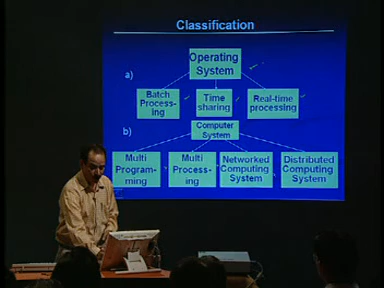 Classification
Operating
System
a)
Batch
Process-
ing
Time
sharing
Real-time
processing
b)
Computer
System
Multi
Programm-
ming
Multi
Process-
ing
Networked
Computing
System
Distributed
Computing
System